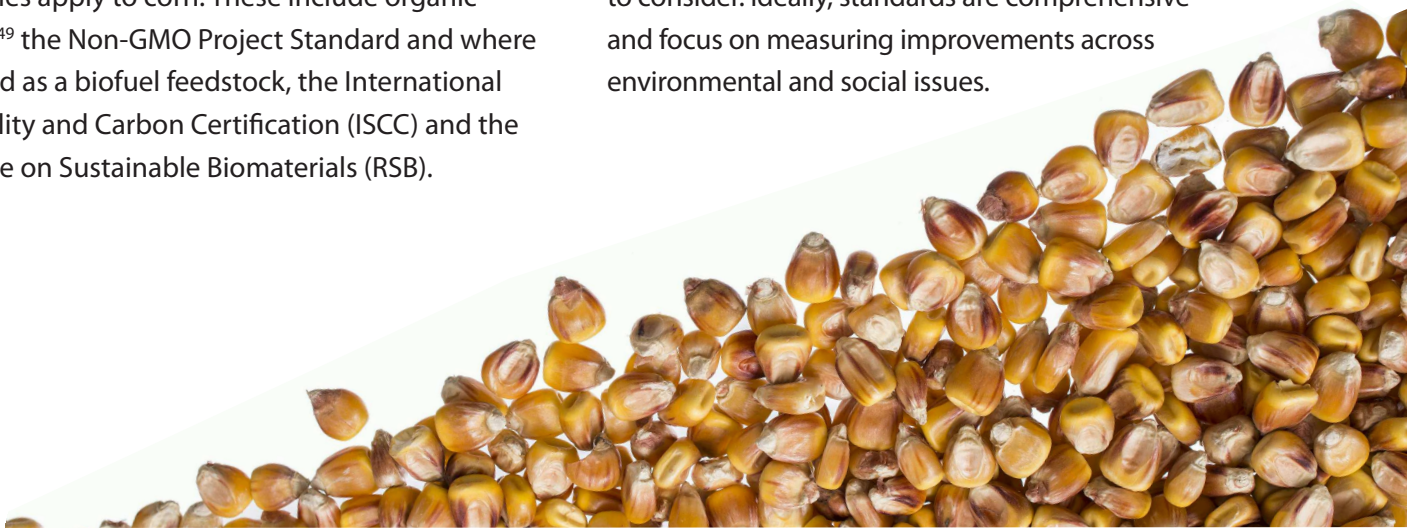 apply to corn. These include organic
49 the Non-GMO Project Standard and where
as a biofuel feedstock, the International
and Carbon Certification (ISCC) and the
on Sustainable Biomaterials (RSB).
to consider. Ideally, standards are comprehensive
and focus on measuring improvements across
environmental and social issues.